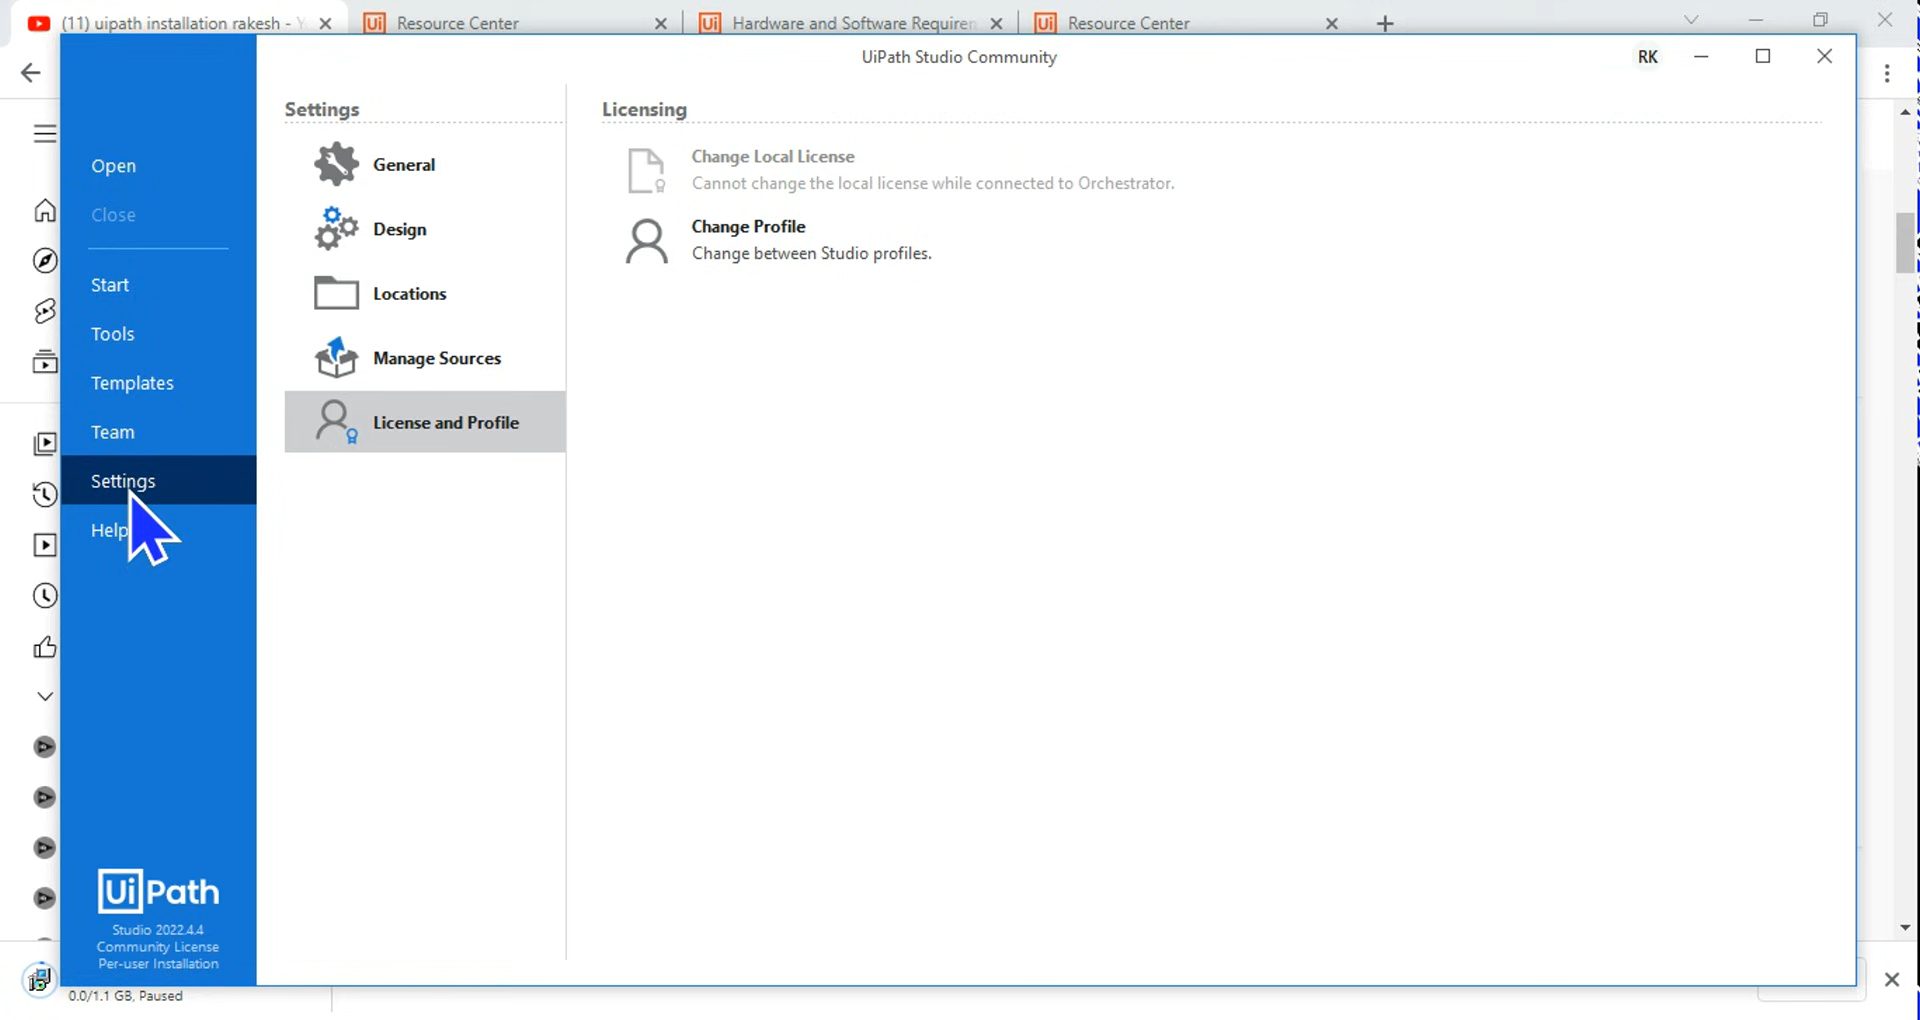 (11) uipath installation rakesh - Y
Resource Center
Hardware and Software Requirem
Resource Center
UiPath Studio Community
RK
Open
Close
Start
Tools
Templates
Team
Settings
Help
Settings
General
Design
Locations
Manage Sources
License and Profile
Licensing
Change Local License
Cannot change the local license while connected to Orchestrator.
Change Profile
Change between Studio profiles.
UiPath
Studio 2022.4.4
Community License
Per-user Installation
0.0/1.1 GB, Paused